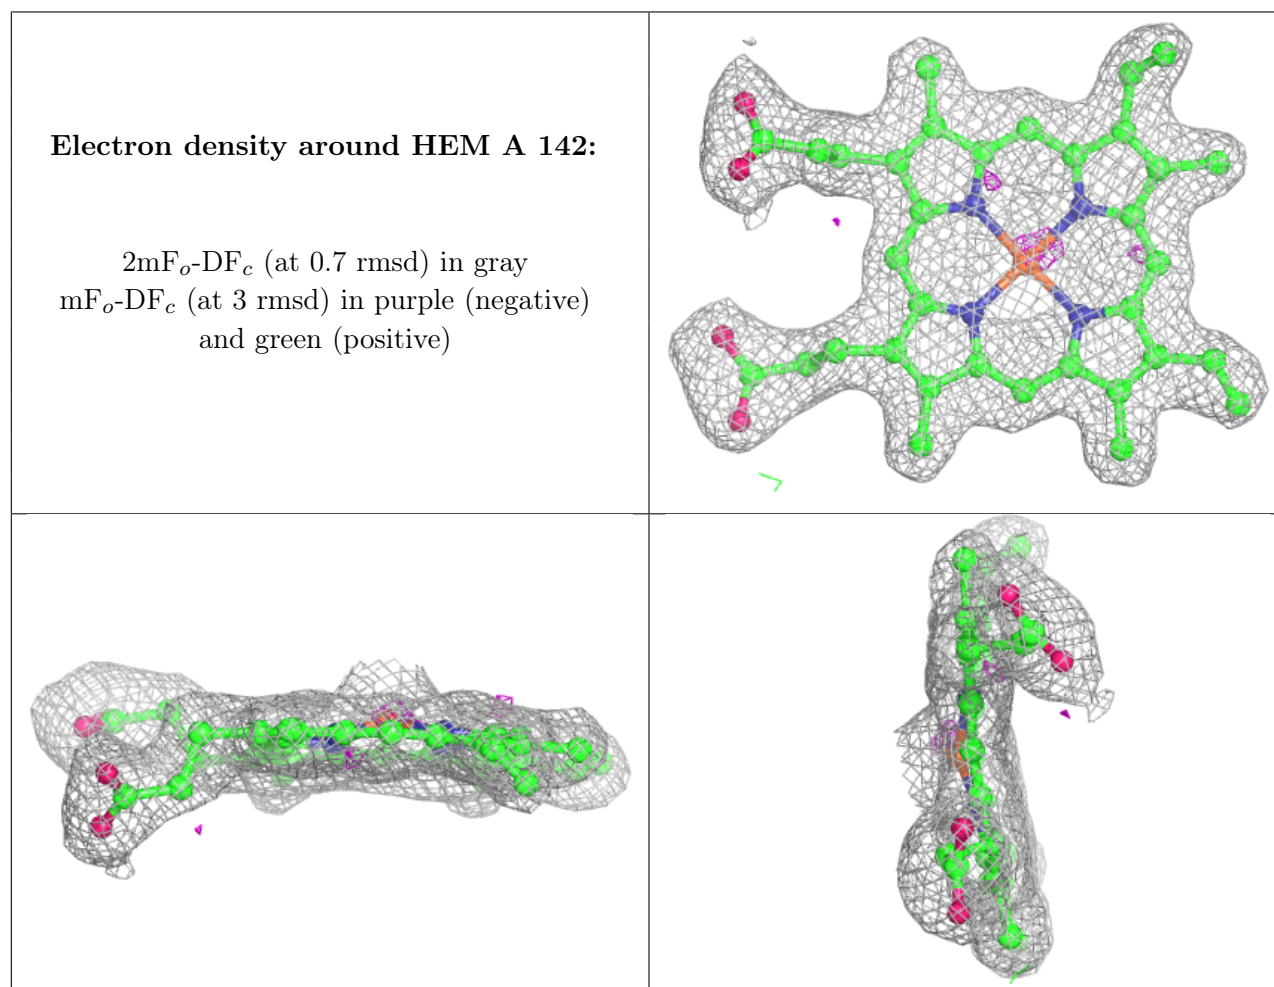 Electron density around HEM A 142:
2mFo-DFc (at 0.7 rmsd) in gray
mFo-DFc (at 3 rmsd) in purple (negative)
and green (positive)